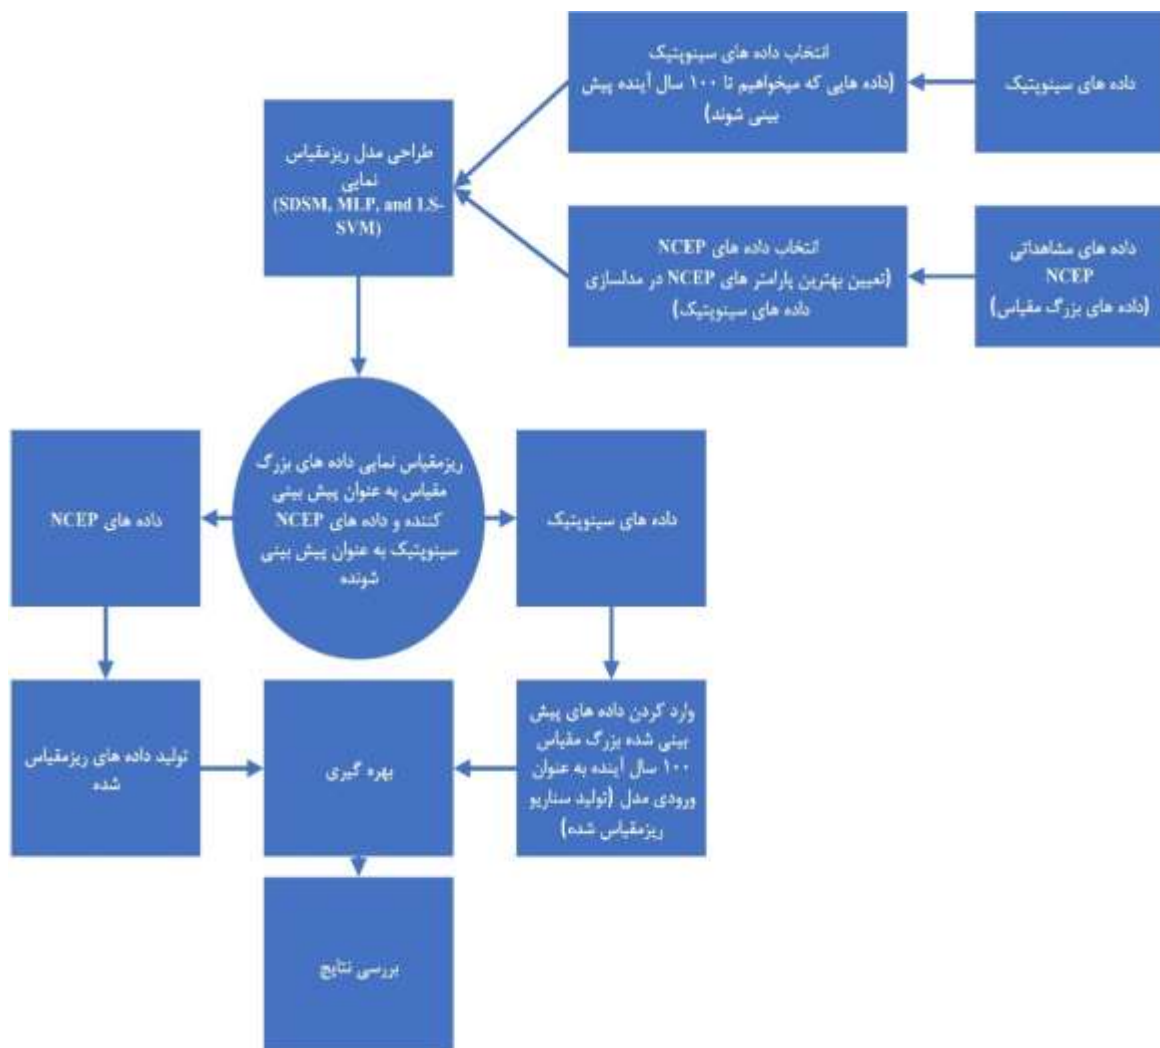 داده های سینوپتیک
انتخاب داده های سینوپتیک
(داده هایی که میخواهیم تا ۱۰۰ سال آینده پیش
بینی شوند)
داده های مشاهداتی
NCEP
(داده های بزرگ مقیاس)
انتخاب داده های NCEP
(تعیین بهترین پارامتر های NCEP در مدلسازی
داده های سینوپتیک)
طراحی مدل ریزمقیاس
نمایی
(SDSM, MLP, and LS-
SVM)
ریزمقیاس نمایی داده های بزرگ
مقیاس به عنوان پیش بینی
کننده و داده های NCEP
سینوپتیک به عنوان پیش بینی
شونده
داده های سینوپتیک
داده های NCEP
وارد کردن داده های پیش
بینی شده بزرگ مقیاس
۱۰۰ سال آینده به عنوان
ورودی مدل (تولید سناریو
ریزمقیاس شده)
تولید داده های ریزمقیاس
شده
بهره گیری
بررسی نتایج